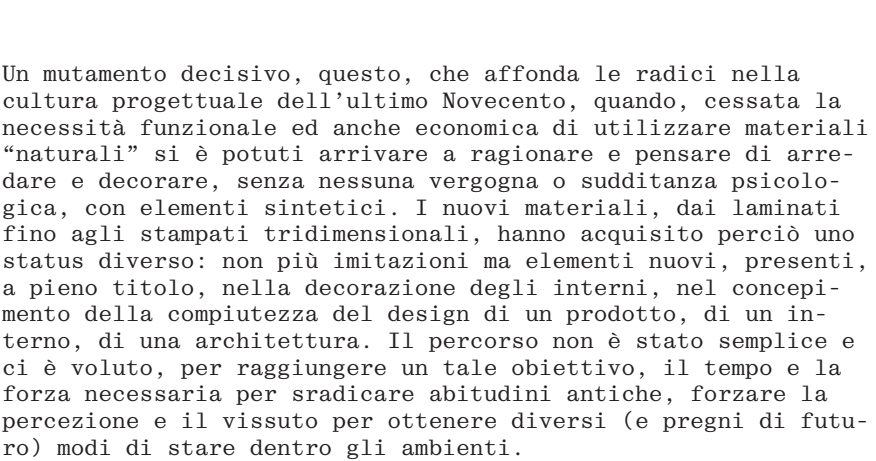 Un mutamento decisivo, questo, che affonda le radici nella
cultura progettuale dell’ultimo Novecento, quando, cessata la
necessità funzionale ed anche economica di utilizzare materiali
“naturali” si è potuti arrivare a ragionare e pensare di arre-
dare e decorare, senza nessuna vergogna o sudditanza psicolo-
gica, con elementi sintetici. I nuovi materiali, dai laminati
fino agli stampati tridimensionali, hanno acquisito perciò uno
status diverso: non più imitazioni ma elementi nuovi, presenti,
a pieno titolo, nella decorazione degli interni, nel concepi-
mento della compiutezza del design di un prodotto, di un in-
terno, di una architettura. Il percorso non è stato semplice e
ci è voluto, per raggiungere un tale obiettivo, il tempo e la
forza necessaria per sradicare abitudini antiche, forzare la
percezione e il vissuto per ottenere diversi (e pregni di futu-
ro) modi di stare dentro gli ambienti.